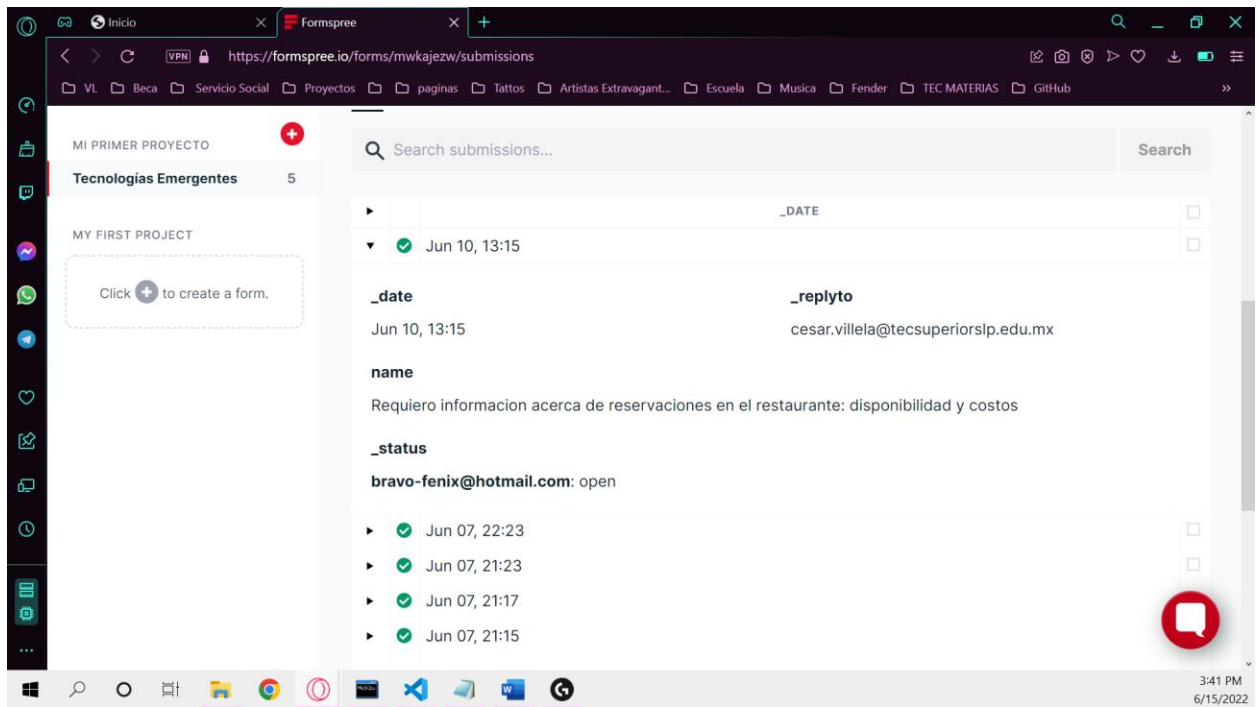 Inicio
Formspree
VPN
https://formspree.io/forms/mwkajezw/submissions
VL
Beca
Servicio Social
Proyectos
paginas
Tattos
Artistas Extravagant...
Escuela
Musica
Fender
TEC MATERIAS
GitHub
MI PRIMER PROYECTO
Tecnologías Emergentes 5
MY FIRST PROJECT
Click + to create a form.
Search submissions...
Search
_DATE
Jun 10, 13:15
_date
Jun 10, 13:15
_replyto
cesar.villela@tecsuperiorslp.edu.mx
name
Requiero informacion acerca de reservaciones en el restaurante: disponibilidad y costos
_status
bravo-fenix@hotmail.com: open
Jun 07, 22:23
Jun 07, 21:23
Jun 07, 21:17
Jun 07, 21:15
3:41 PM
6/15/2022